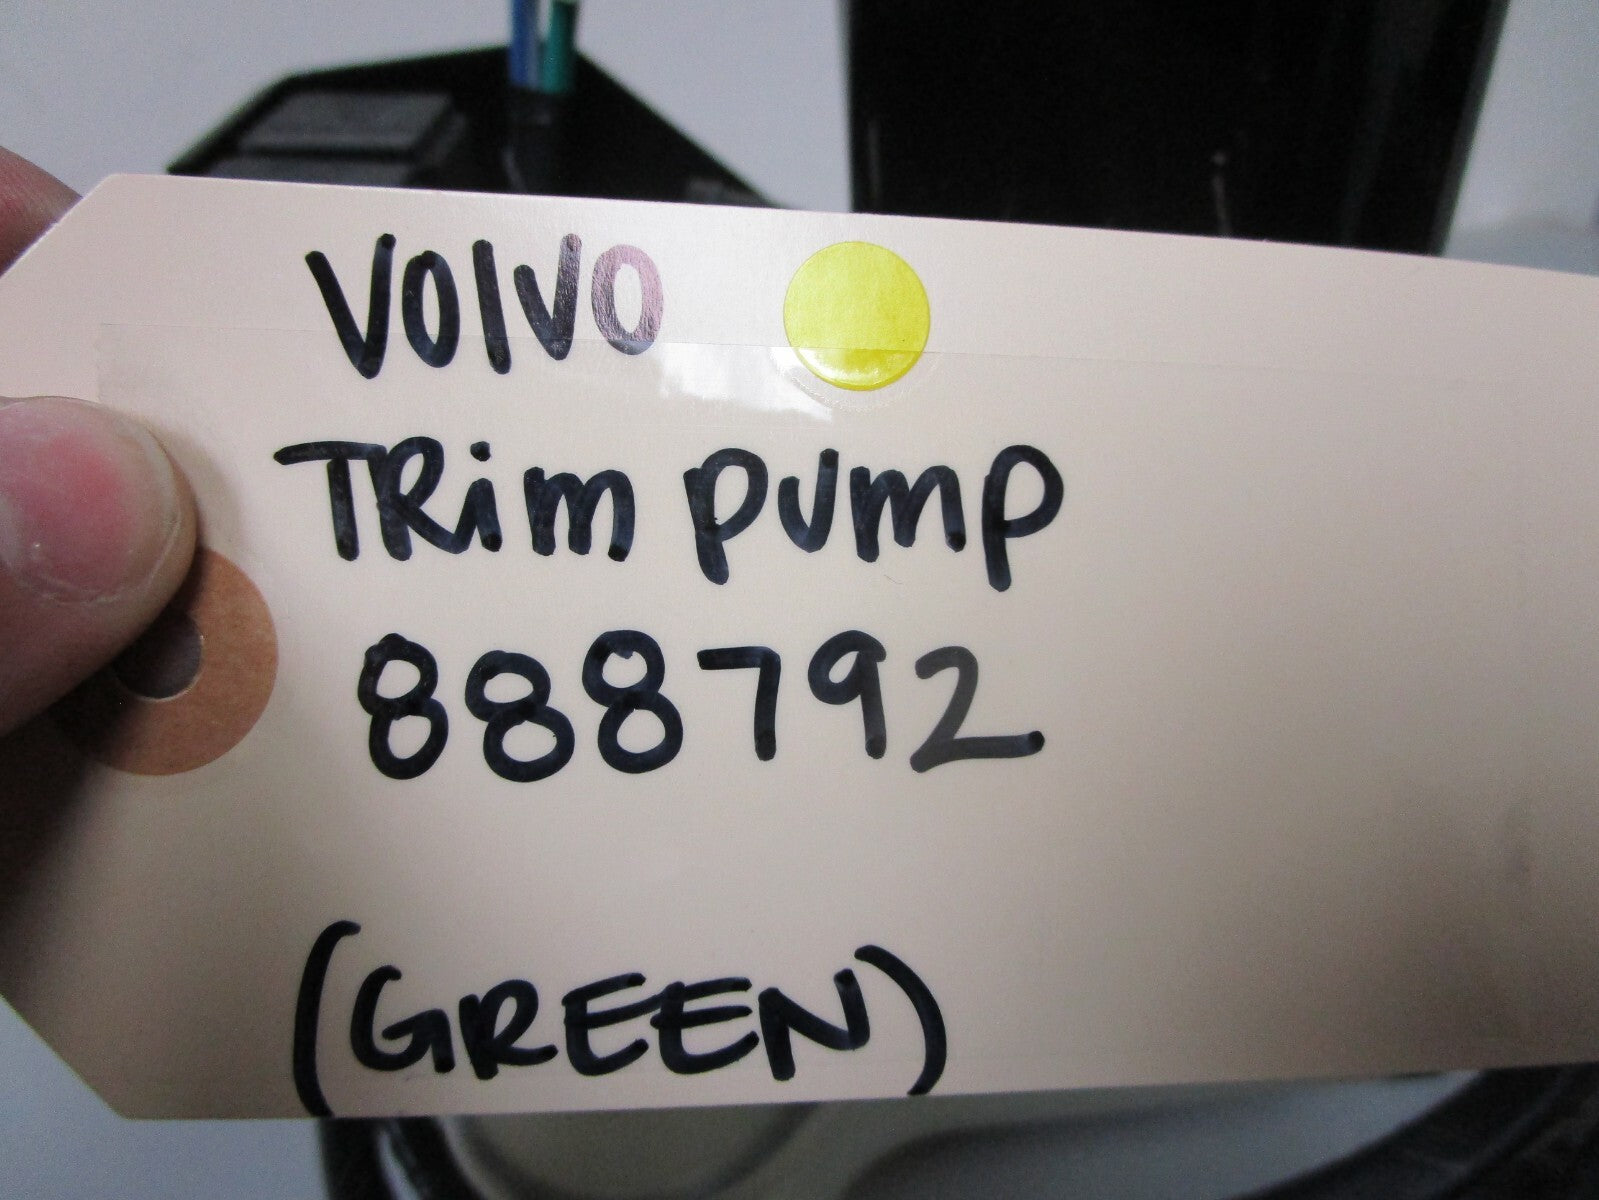 VOLVO
TRim pump
888792
(GREEN)